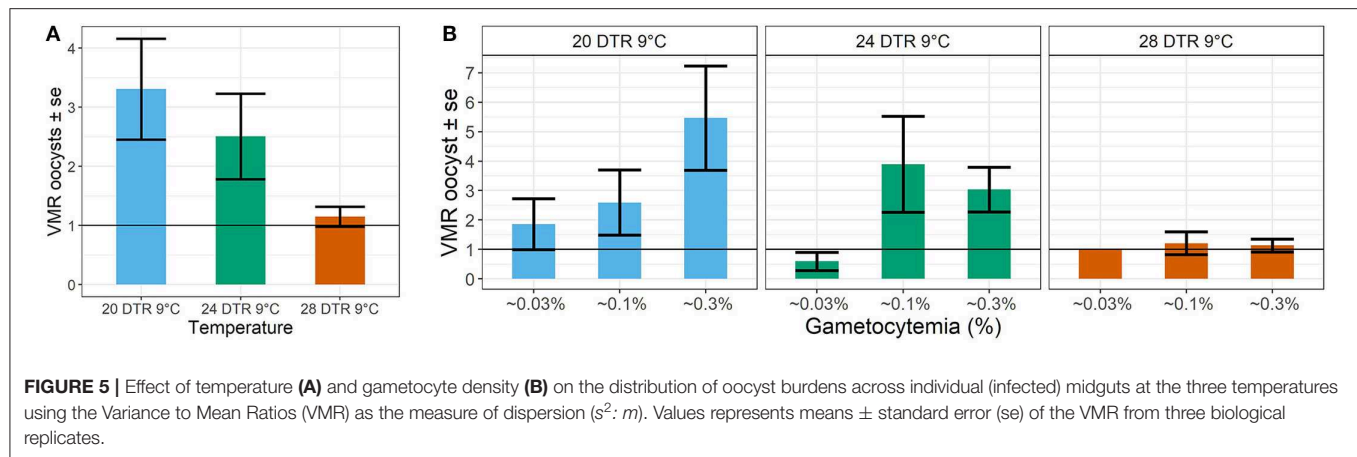 A
VMR oocysts ± se
4
3
2
1
0
20 DTR 9°C 24 DTR 9°C 28 DTR 9°C
Temperature
B
20 DTR 9°C 24 DTR 9°C 28 DTR 9°C
VMR oocyst ± se
7
6
5
4
3
2
1
0
~0.03% ~0.1% ~0.3% ~0.03% ~0.1% ~0.3% ~0.03% ~0.1% ~0.3%
Gametocytemia (%)
FIGURE 5 | Effect of temperature (A) and gametocyte density (B) on the distribution of oocyst burdens across individual (infected) midguts at the three temperatures
using the Variance to Mean Ratios (VMR) as the measure of dispersion (s²: m). Values represents means ± standard error (se) of the VMR from three biological
replicates.